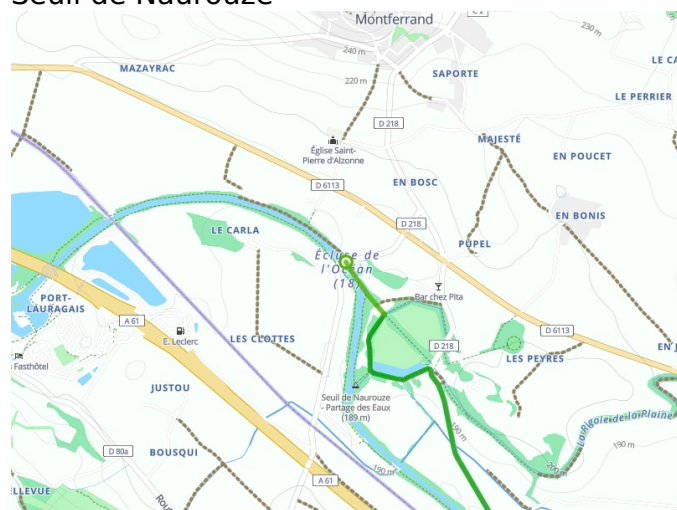 Seuil de Naurouze
Montferrand
230 m
240 m
MAZAYRAC
SAPORTE
220 m
LE CA
LE PERRIER
D 218
MAJESTÉ
Église Saint-
Pierre d'Alzonne
EN POUCET
D 6113
EN BOSC
EN BONIS
D 218
LE CARLA
PUPEL
Écluse de
l'Océan
(18)
Bar chez Pita
PORT-
LAURAGAIS
A 61
E. Leclerc
LES CLOTTES
D 6113
D 218
EN J
LES PEYRES
Fasthôtel
JUSTOU
Seuil de Naurouze
- Partage des Eaux
(189 m)
La Rigole de la Plaine
190 m
190 m
D 80a
BOUSQUI
190 m
200 m
A 61
LLEVUE
Rou